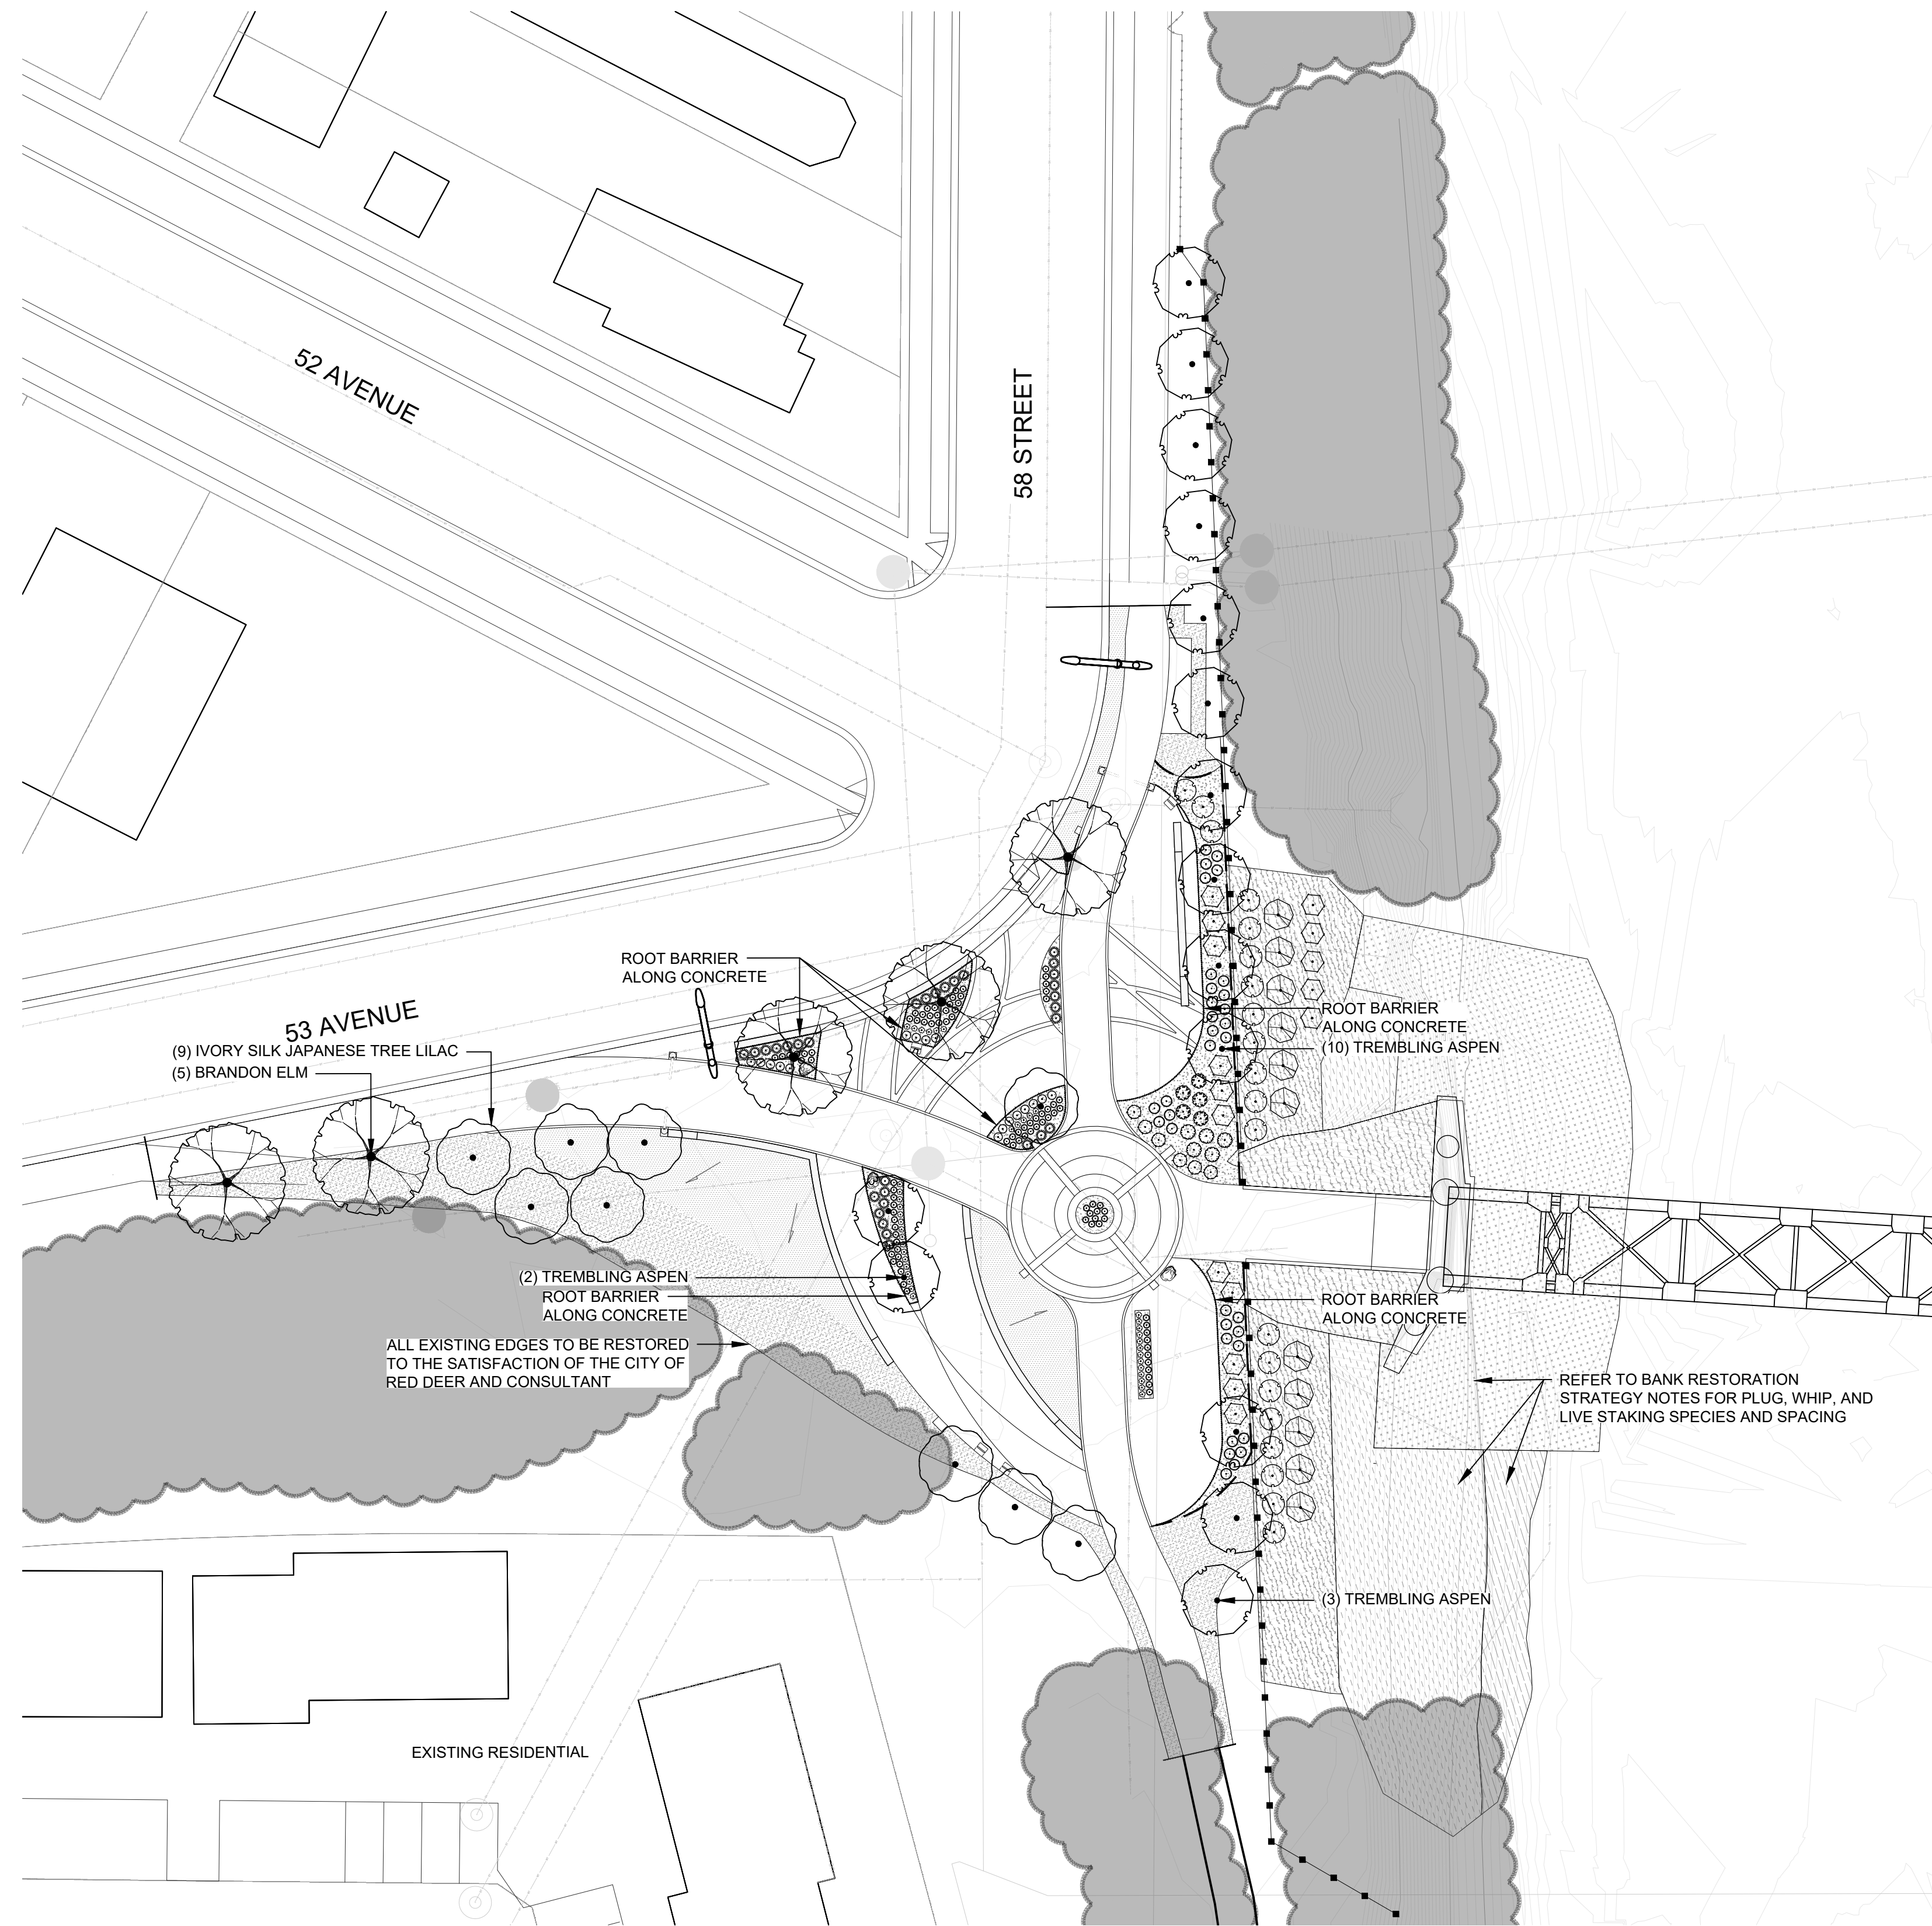 52 AVENUE
58 STREET
ROOT BARRIER
ALONG CONCRETE
53 AVENUE
(9) IVORY SILK JAPANESE TREE LILAC
(5) BRANDON ELM
ROOT BARRIER
ALONG CONCRETE
(10) TREMBLING ASPEN
(2) TREMBLING ASPEN
ROOT BARRIER
ALONG CONCRETE
ROOT BARRIER
ALONG CONCRETE
ALL EXISTING EDGES TO BE RESTORED
TO THE SATISFACTION OF THE CITY OF
RED DEER AND CONSULTANT
REFER TO BANK RESTORATION
STRATEGY NOTES FOR PLUG, WHIP, AND
LIVE STAKING SPECIES AND SPACING
(3) TREMBLING ASPEN
EXISTING RESIDENTIAL